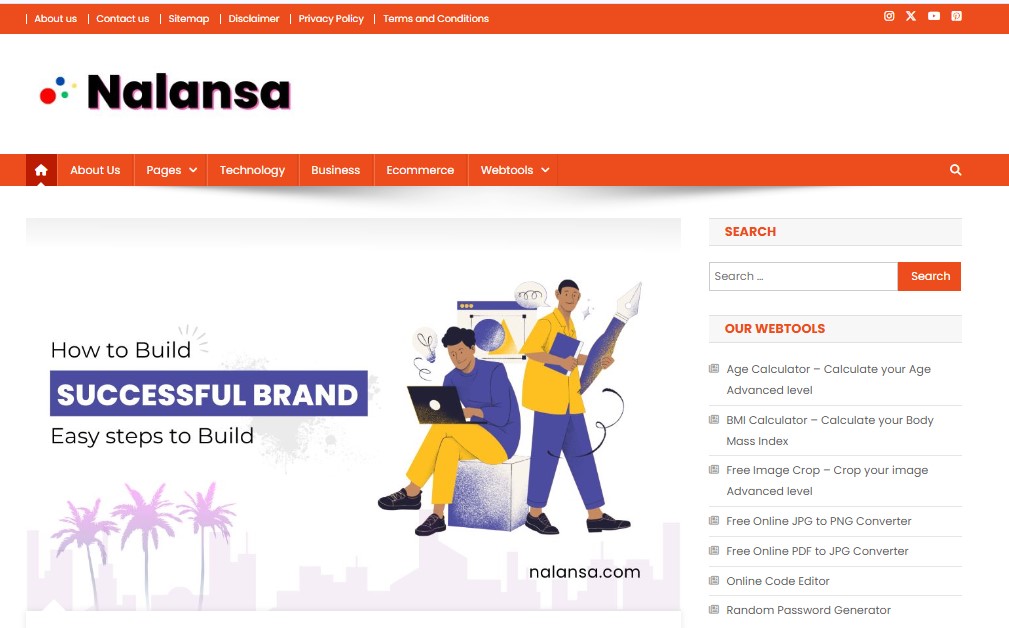 About us
Contact us
Sitemap
Disclaimer
Privacy Policy
Terms and Conditions
Nalansa
About Us
Pages
Technology
Business
Ecommerce
Webtools
How to Build
SUCCESSFUL BRAND
Easy steps to Build
nalansa.com
SEARCH
Search …
Search
OUR WEBTOOLS
Age Calculator – Calculate your Age
Advanced level
BMI Calculator – Calculate your Body
Mass Index
Free Image Crop – Crop your image
Advanced level
Free Online JPG to PNG Converter
Free Online PDF to JPG Converter
Online Code Editor
Random Password Generator